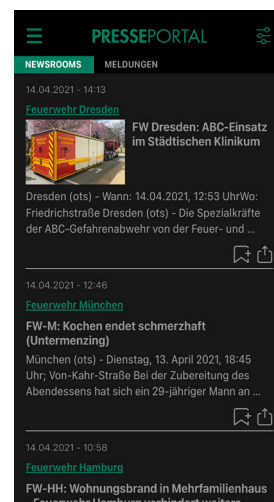 PRESSEPORTAL
NEWSROOMS MELDUNGEN
14.04.2021 - 14:13
Feuerwehr Dresden
FW Dresden: ABC-Einsatz
im Städtischen Klinikum
Dresden (ots) - Wann: 14.04.2021, 12:53 UhrWo:
Friedrichstraße Dresden (ots) - Die Spezialkräfte
der ABC-Gefahrenabwehr von der Feuer- und ...
14.04.2021 - 12:46
Feuerwehr München
FW-M: Kochen endet schmerzhaft
(Untermenzing)
München (ots) - Dienstag, 13. April 2021, 18:45
Uhr; Von-Kahr-Straße Bei der Zubereitung des
Abendessens hat sich ein 29-jähriger Mann an ...
14.04.2021 - 10:58
Feuerwehr Hamburg
FW-HH: Wohnungsbrand in Mehrfamilienhaus
- Feuerwehr Hamburg verhindert weitere